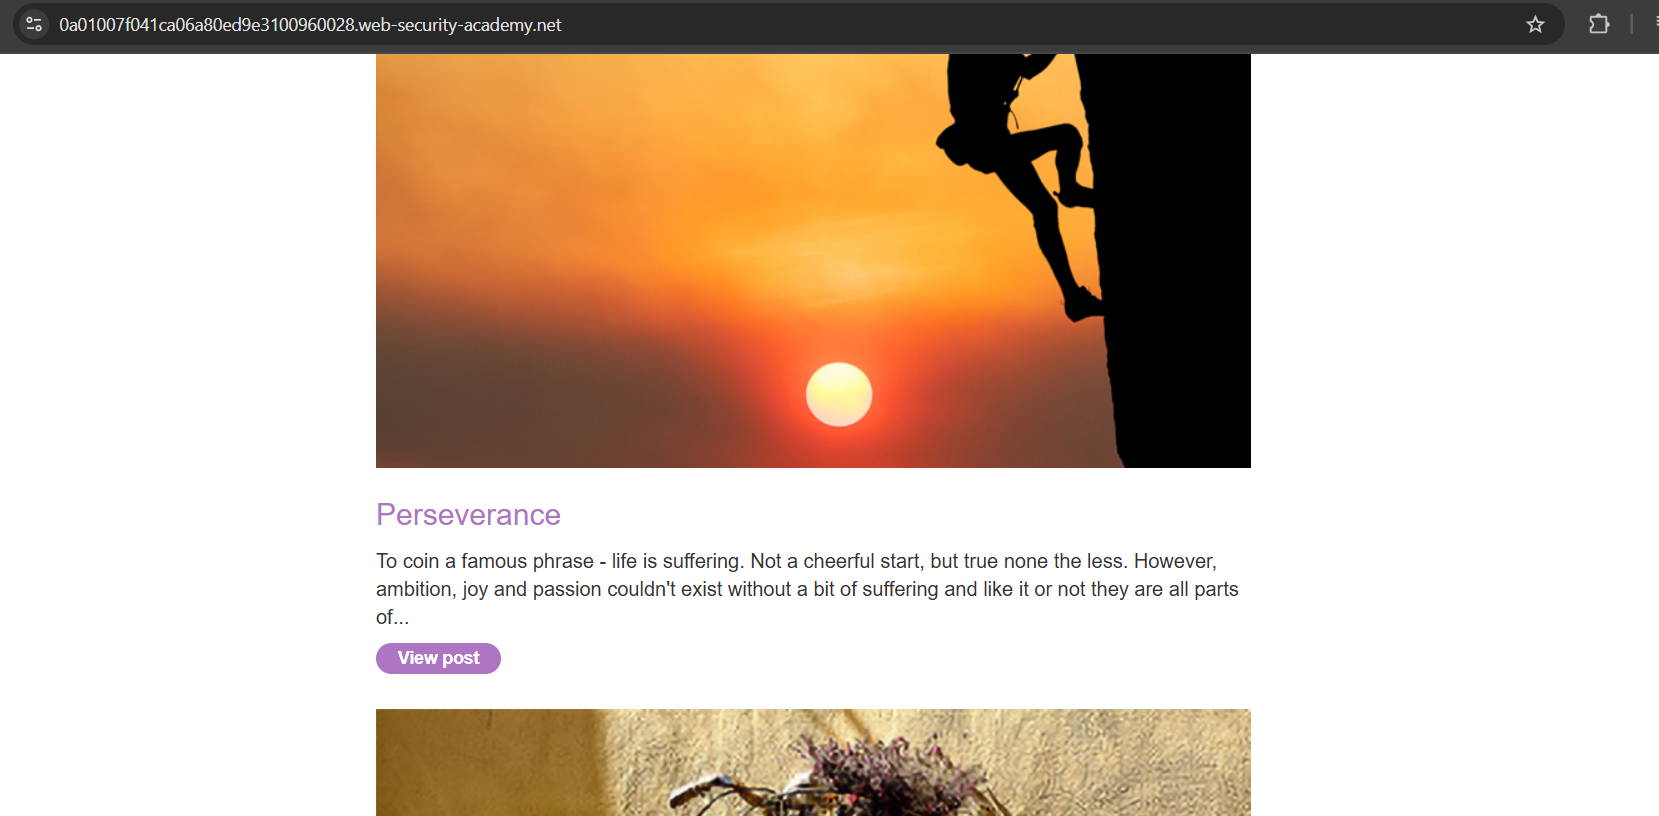 0a01007f041ca06a80ed9e3100960028.web-security-academy.net
Perseverance
To coin a famous phrase - life is suffering. Not a cheerful start, but true none the less. However,
ambition, joy and passion couldn't exist without a bit of suffering and like it or not they are all parts
of...
View post